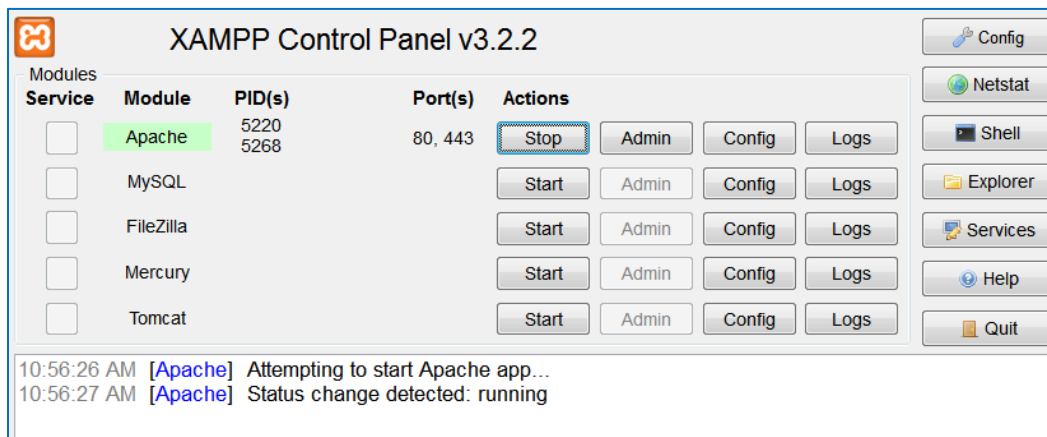 XAMPP Control Panel v3.2.2
Config
Modules
Netstat
Service Module PID(s) Port(s) Actions
Apache 5220 5268 80, 443 Stop Admin Config Logs
Shell
MySQL Start Admin Config Logs
Explorer
FileZilla Start Admin Config Logs
Services
Mercury Start Admin Config Logs
Help
Tomcat Start Admin Config Logs
Quit
10:56:26 AM [Apache] Attempting to start Apache app...
10:56:27 AM [Apache] Status change detected: running